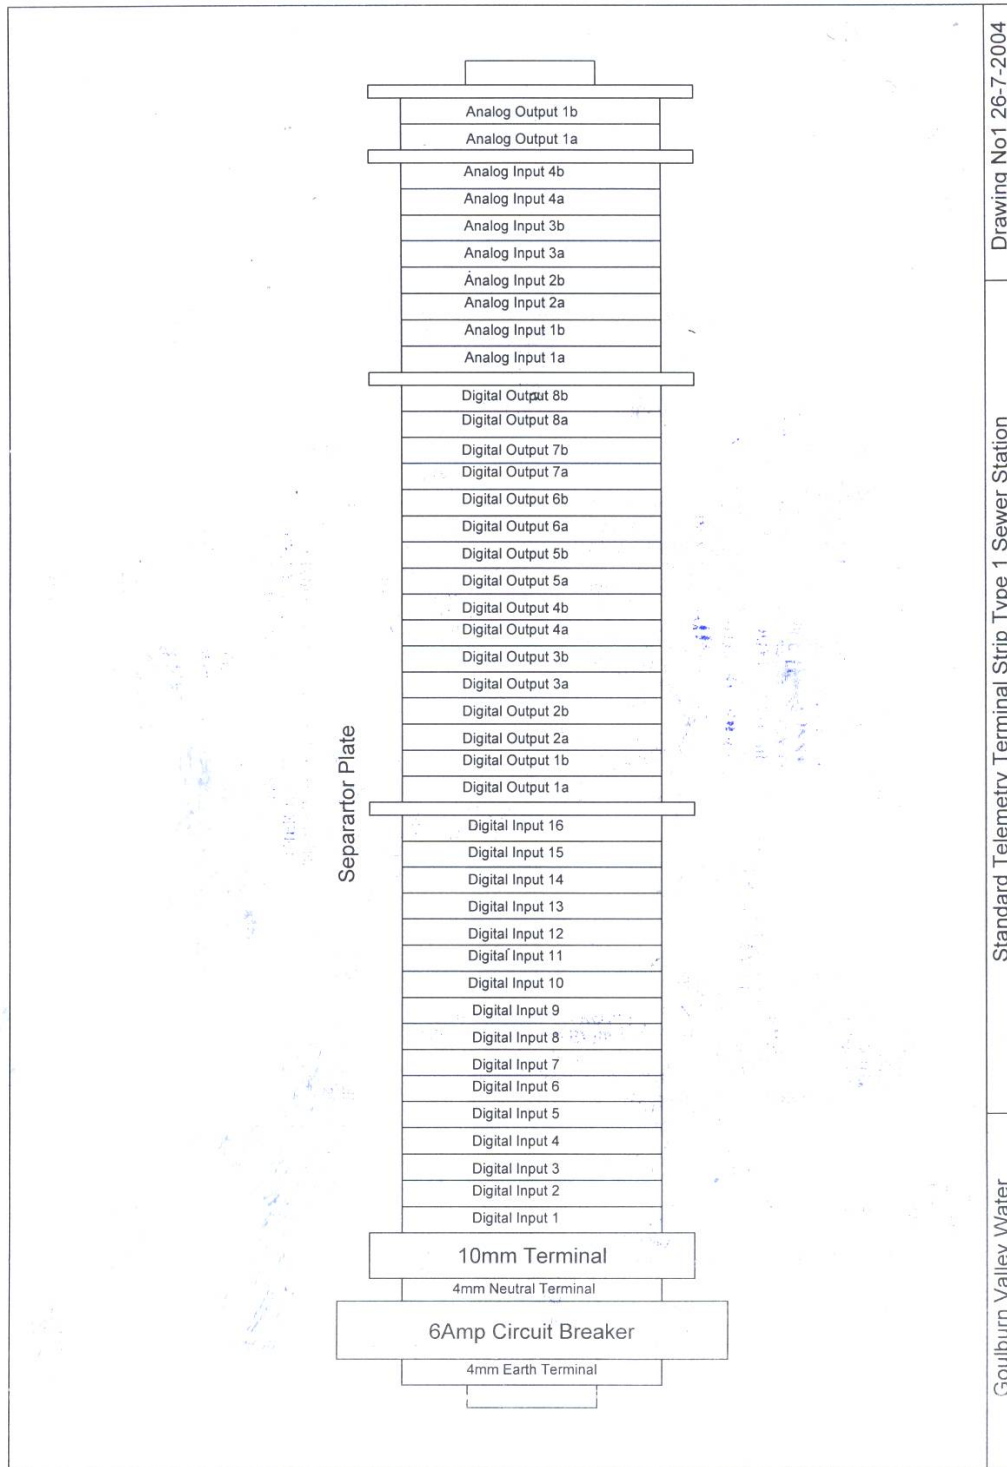 Analog Output 1b
Analog Output 1a
Analog Input 4b
Analog Input 4a
Analog Input 3b
Analog Input 3a
Analog Input 2b
Analog Input 2a
Analog Input 1b
Analog Input 1a
Digital Output 8b
Digital Output 8a
Digital Output 7b
Digital Output 7a
Digital Output 6b
Digital Output 6a
Digital Output 5b
Digital Output 5a
Digital Output 4b
Digital Output 4a
Digital Output 3b
Digital Output 3a
Digital Output 2b
Digital Output 2a
Digital Output 1b
Digital Output 1a
Separartor Plate
Digital Input 16
Digital Input 15
Digital Input 14
Digital Input 13
Digital Input 12
Digital Input 11
Digital Input 10
Digital Input 9
Digital Input 8
Digital Input 7
Digital Input 6
Digital Input 5
Digital Input 4
Digital Input 3
Digital Input 2
Digital Input 1
10mm Terminal
4mm Neutral Terminal
6Amp Circuit Breaker
4mm Earth Terminal
Goulburn Valley Water
Standard Telemetry Terminal Strip Type 1 Sewer Station
Drawing No1 26-7-2004